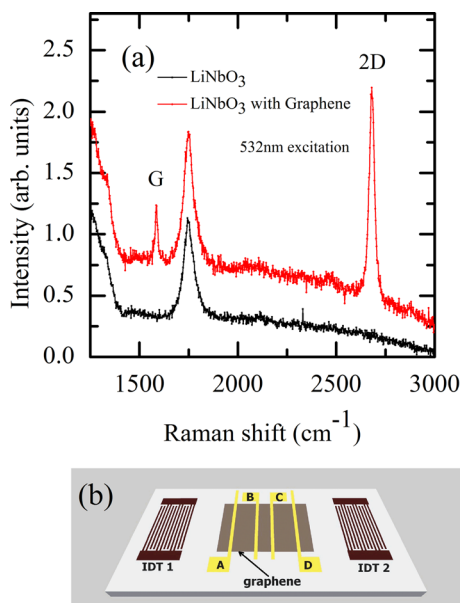 (a)
2D
LiNbO3
LiNbO3 with Graphene
532nm excitation
G
Intensity (arb. units)
2.5
2.0
1.5
1.0
0.5
0.0
1500 2000 2500 3000
Raman shift (cm-1)
(b)
B C
A D
IDT 1 IDT 2
graphene